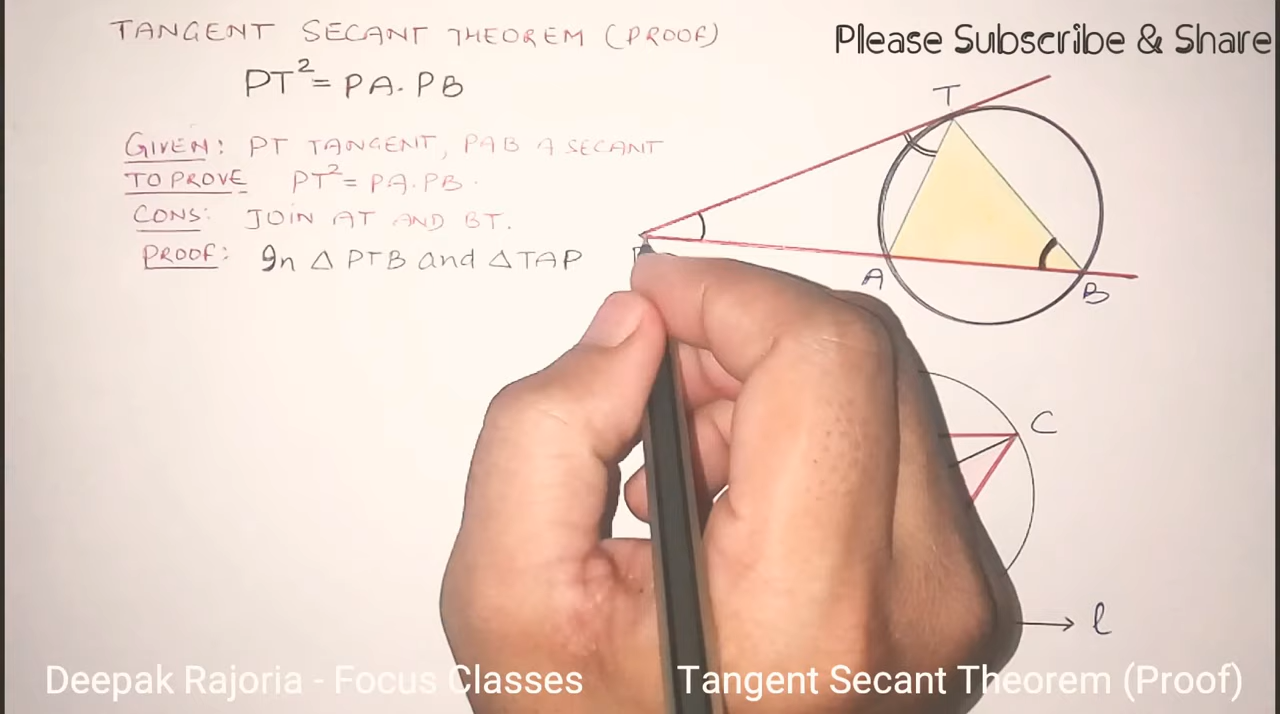 TANGENT SECANT THEOREM (PROOF)
Please Subscribe & Share
PT²= PA. PB
T
GIVEN: PT TANGENT, PAB A SECANT
TO PROVE PT²= PA.PB.
CONS: JOIN AT AND BT.
PROOF: In △ PTB and △TAP
A
B
C
l
Deepak Rajoria - Focus Classes
Tangent Secant Theorem (Proof)